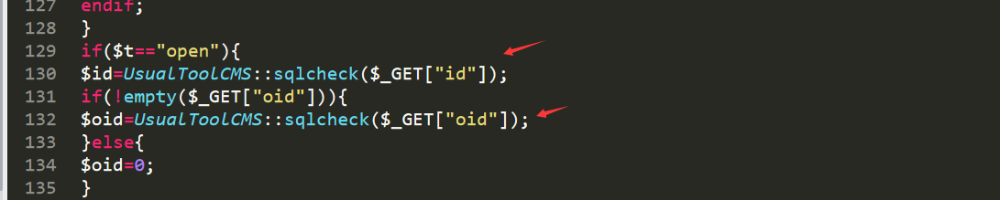 127 endif;
128 }
129 if($t=="open"){
130 $id=UsualToolCMS::sqlcheck($_GET["id"]);
131 if(!empty($_GET["oid"])){
132 $oid=UsualToolCMS::sqlcheck($_GET["oid"]);
133 }else{
134 $oid=0;
135 }